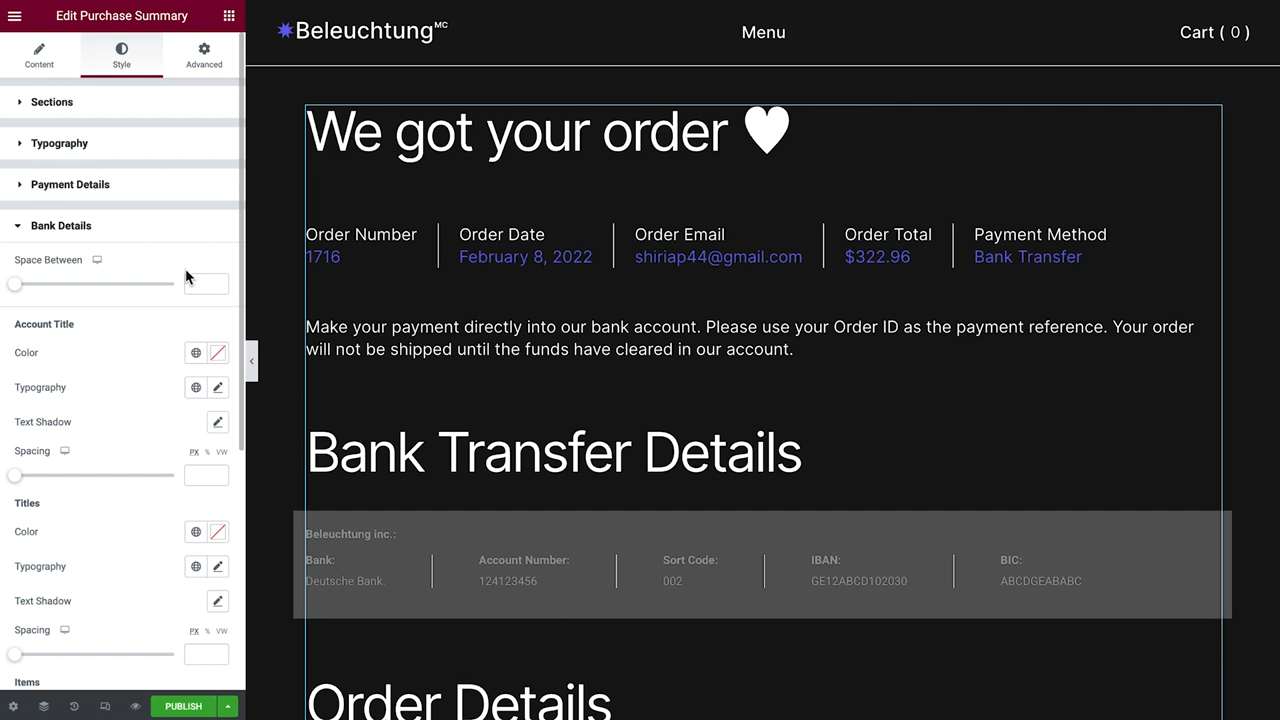 Edit Purchase Summary
Content
Style
Advanced
Sections
Typography
Payment Details
Bank Details
Space Between
Account Title
Color
Typography
Text Shadow
Spacing PX % VW
Titles
Color
Typography
Text Shadow
Spacing PX % VW
Items
PUBLISH
Beleuchtung MC
Menu
Cart ( 0 )
We got your order
Order Number Order Date Order Email Order Total Payment Method
1716 February 8, 2022 shiriap44@gmail.com $322.96 Bank Transfer
Make your payment directly into our bank account. Please use your Order ID as the payment reference. Your order
will not be shipped until the funds have cleared in our account.
Bank Transfer Details
Beleuchtung inc.:
Bank: Account Number: Sort Code: IBAN: BIC:
Deutsche Bank. 124123456 002 GE12ABCD102030 ABCDGEABABC
Order Details